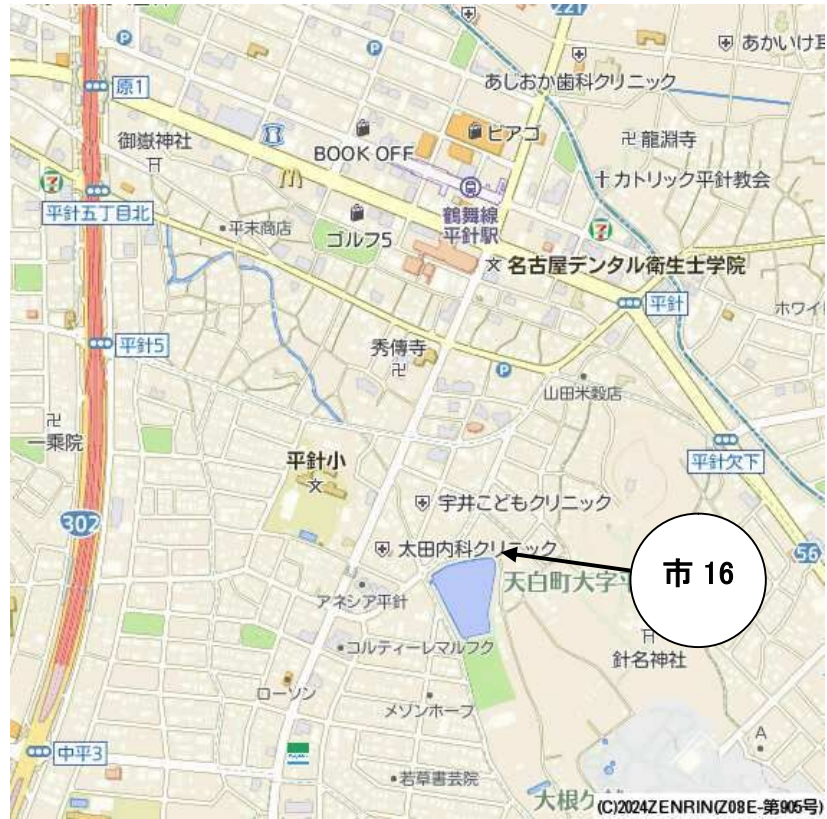 221
あかいけ耳
P
P
原1
あしおか歯科クリニック
御嶽神社
BOOK OFF
ピアゴ
龍淵寺
カトリック平針教会
7
平針五丁目北
平末商店
鶴舞線
平針駅
ゴルフ5
7
名古屋デンタル衛生士学院
平針
ホワイ
平針5
秀傳寺
P
山田米穀店
一乗院
平針小
平針欠下
302
宇井こどもクリニック
太田内科クリニック
56
市 16
天白町大字平
アネシア平針
コルティーレマルフク
針名神社
ローソン
メゾンホーフ
A
中平3
若草書芸院
大根ケ
(C)2024ZENRIN(Z08E-第905号)